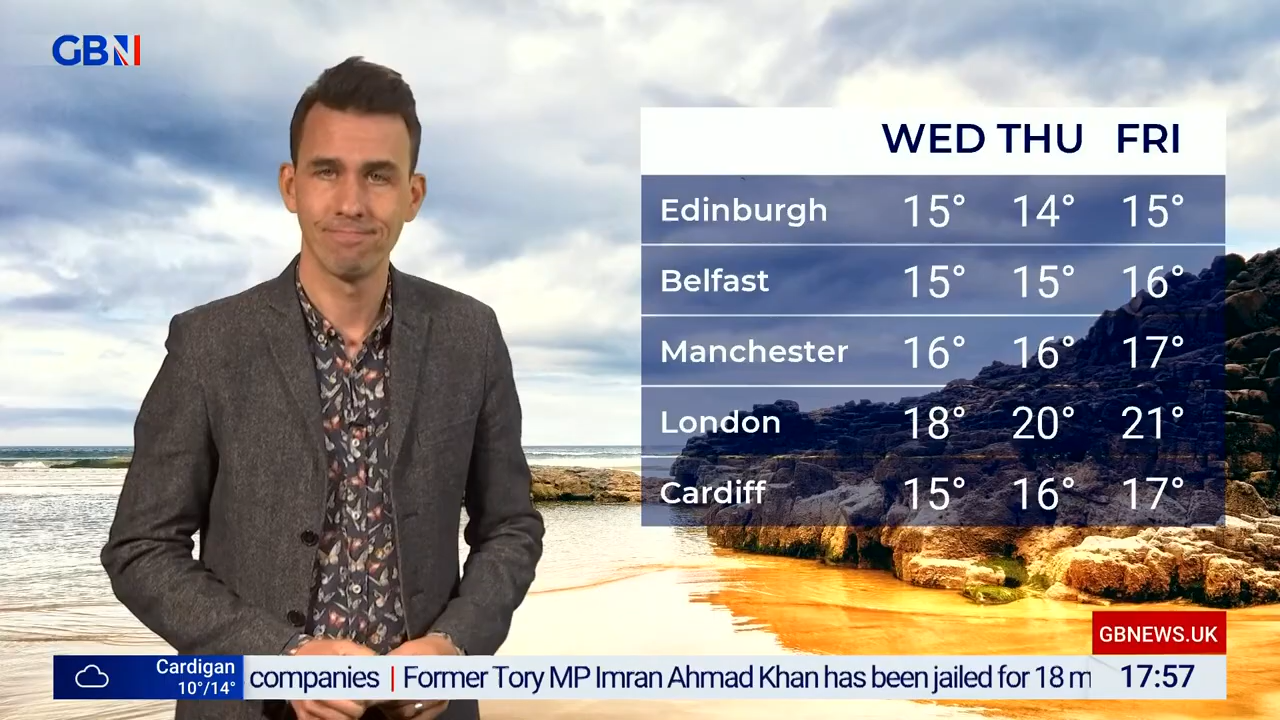 GBN
WED THU FRI
Edinburgh 15° 14° 15°
Belfast 15° 15° 16°
Manchester 16° 16° 17°
London 18° 20° 21°
Cardiff 15° 16° 17°
GBNEWS.UK
Cardigan
10°/14°
companies | Former Tory MP Imran Ahmad Khan has been jailed for 18 m
17:57